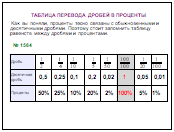 ТАБЛИЦА ПЕРЕВОДА ДРОБЕЙ В ПРОЦЕНТЫ
Как вы поняли, проценты тесно связаны с обыкновенными и
десятичными дробями. Поэтому стоит запомнить таблицу
равенств между дробями и процентами.
№ 1564
Дробь
Десятичная дробь 0,5 0,25 0,1 0,2 0,02 1 0,05 0,01
Проценты 50% 25% 10% 20% 2% 100% 5% 1%